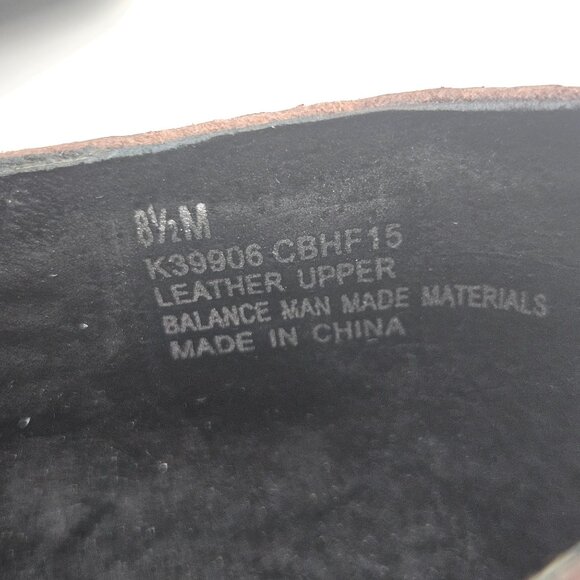 8½M
K39906 CBHF15
LEATHER UPPER
BALANCE MAN MADE MATERIALS
MADE IN CHINA